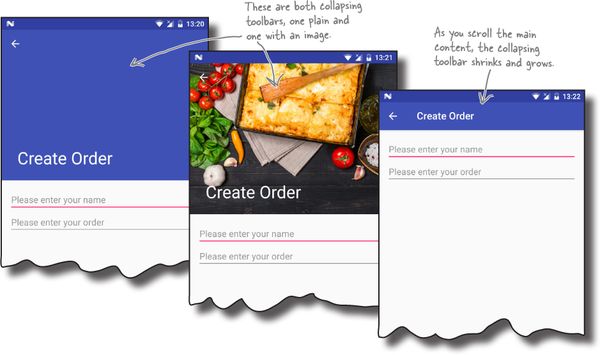 These are both collapsing
toolbars, one plain and
one with an image.
As you scroll the main
content, the collapsing
toolbar shrinks and grows.
13:20
Create Order
Please enter your name
Please enter your order
13:21
Create Order
Please enter your name
Please enter your order
13:22
Create Order
Please enter your name
Please enter your order